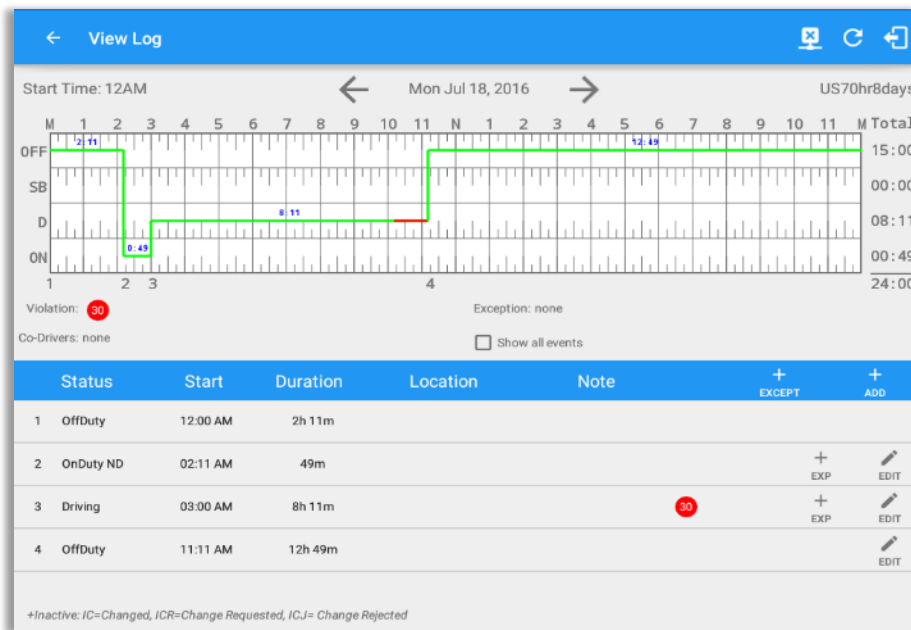 View Log
Start Time: 12AM Mon Jul 18, 2016 US70hr8days
M 1 2 3 4 5 6 7 8 9 10 11 N 1 2 3 4 5 6 7 8 9 10 11 M Total
OFF 2:11 12:49 15:00
SB 00:00
D 8:11 08:11
ON 0:49 00:49
1 2 3 4 24:00
Violation: 30 Exception: none
Co-Drivers: none Show all events
Status Start Duration Location Note + EXCEPT + ADD
1 OffDuty 12:00 AM 2h 11m
2 OnDuty ND 02:11 AM 49m + EXP EDIT
3 Driving 03:00 AM 8h 11m 30 + EXP EDIT
4 OffDuty 11:11 AM 12h 49m EDIT
+Inactive: IC=Changed, ICR=Change Requested, ICJ= Change Rejected